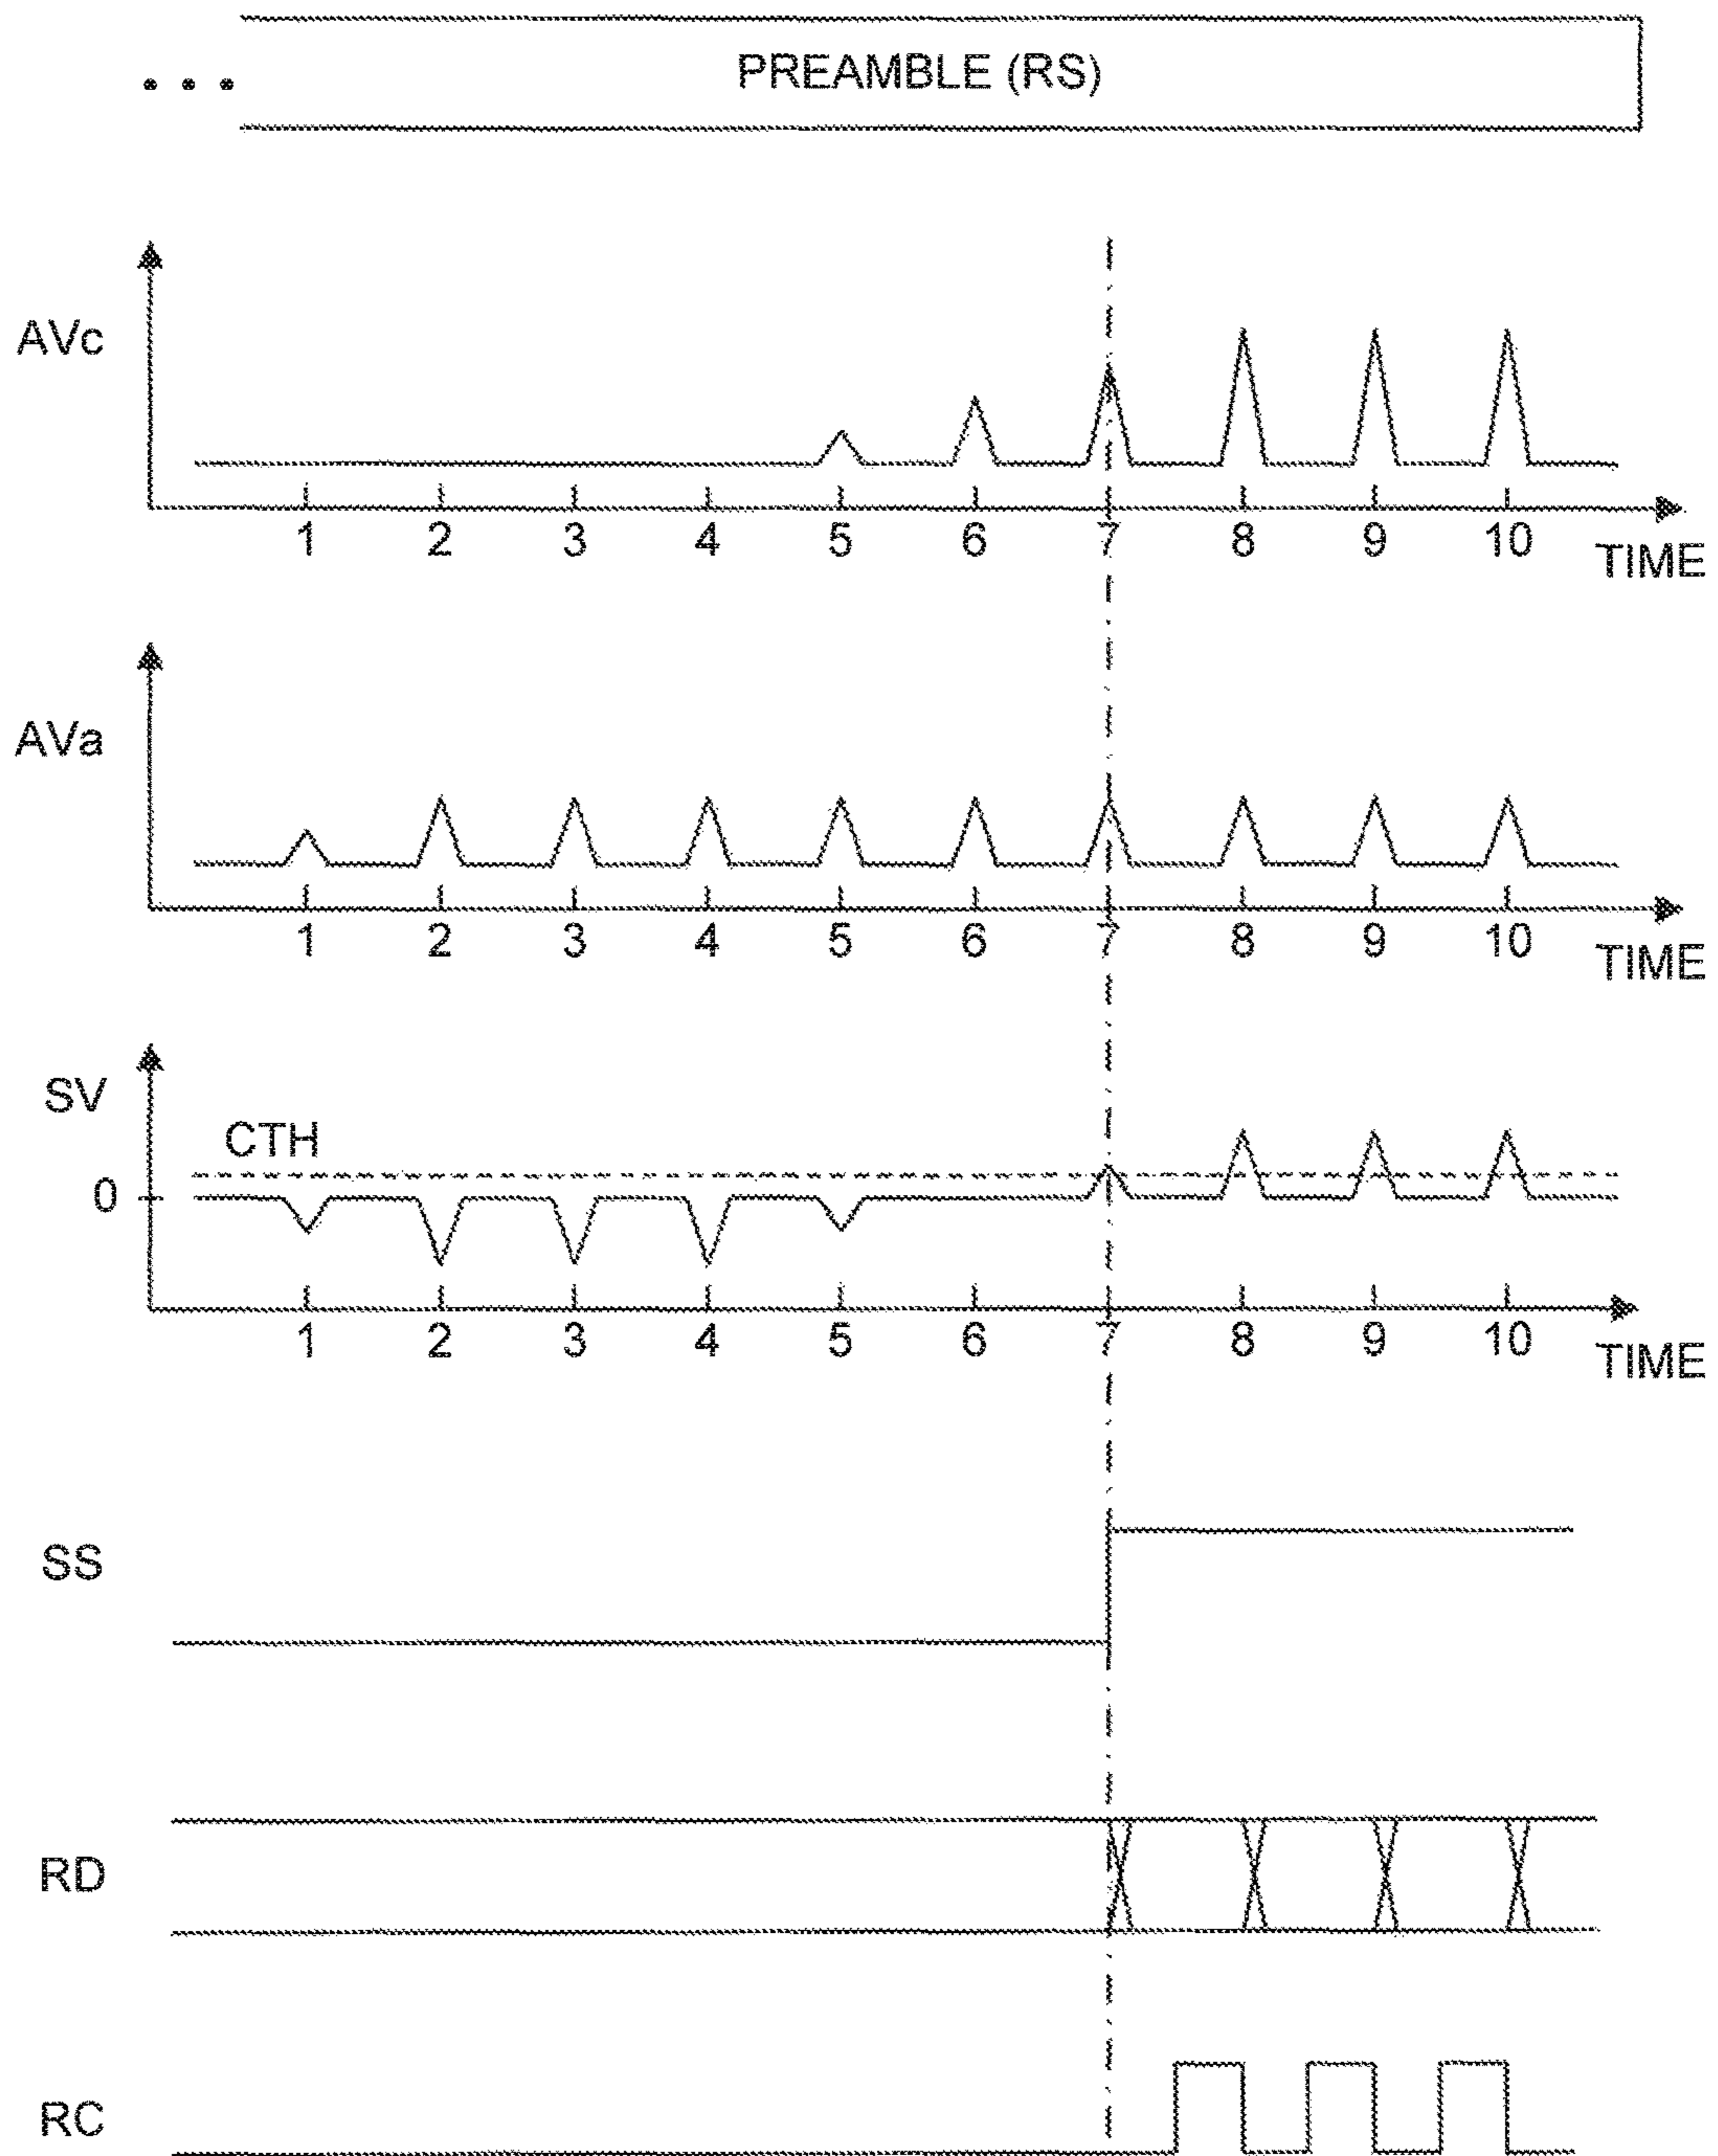 PREAMBLE (RS)
. . .
AVc
1 2 3 4 5 6 7 8 9 10
TIME
AVa
1 2 3 4 5 6 7 8 9 10
TIME
SV
CTH
0
1 2 3 4 5 6 7 8 9 10
TIME
SS
RD
RC